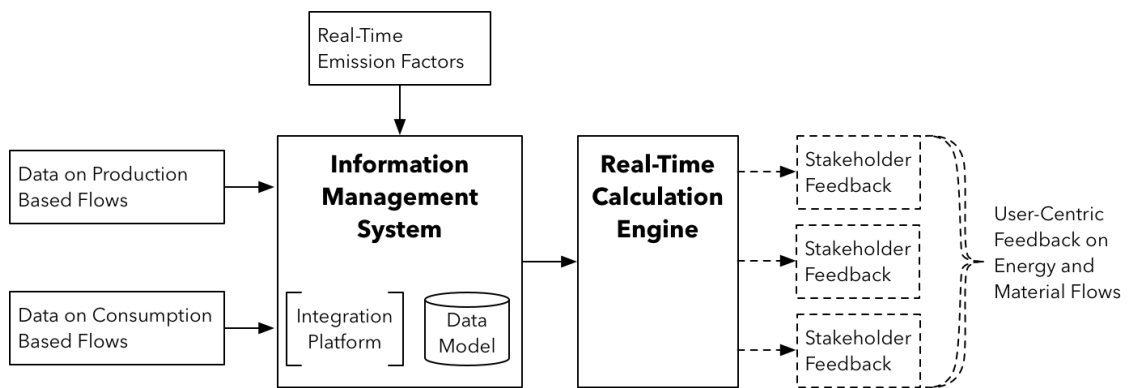 Real-Time
Emission Factors
Data on Production
Based Flows
Data on Consumption
Based Flows
Information
Management
System
Integration
Platform
Data
Model
Real-Time
Calculation
Engine
Stakeholder
Feedback
Stakeholder
Feedback
Stakeholder
Feedback
User-Centric
Feedback on
Energy and
Material Flows